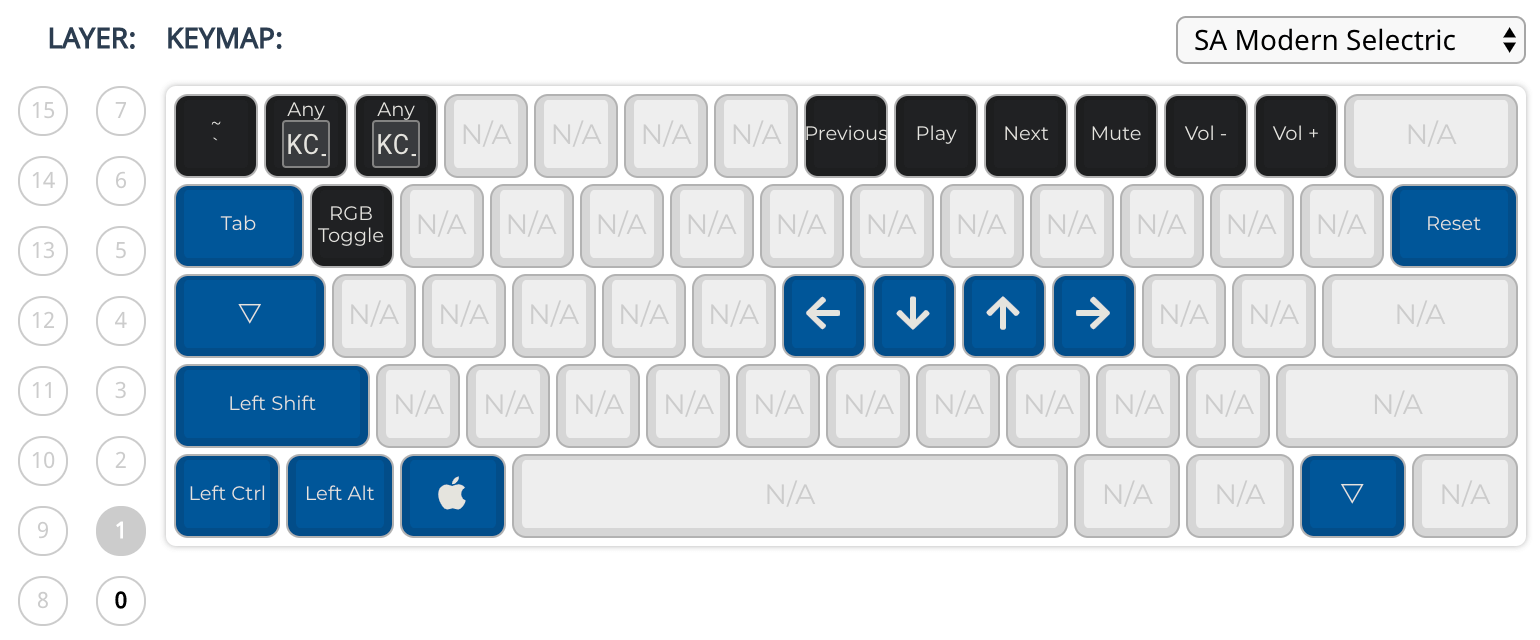 LAYER: KEYMAP: SA Modern Selectric
15 7 ~ ` Any KC_ Any KC_ N/A N/A N/A N/A Previous Play Next Mute Vol - Vol + N/A
14 6 Tab RGB Toggle N/A N/A N/A N/A N/A N/A N/A N/A N/A N/A N/A Reset
13 5
12 4 ▽ N/A N/A N/A N/A N/A ← ↓ ↑ → N/A N/A N/A
11 3 Left Shift N/A N/A N/A N/A N/A N/A N/A N/A N/A N/A N/A
10 2
9 1 Left Ctrl Left Alt N/A N/A N/A ▽ N/A
8 0